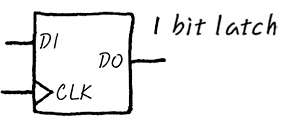 1 bit latch
DI
DO
CLK